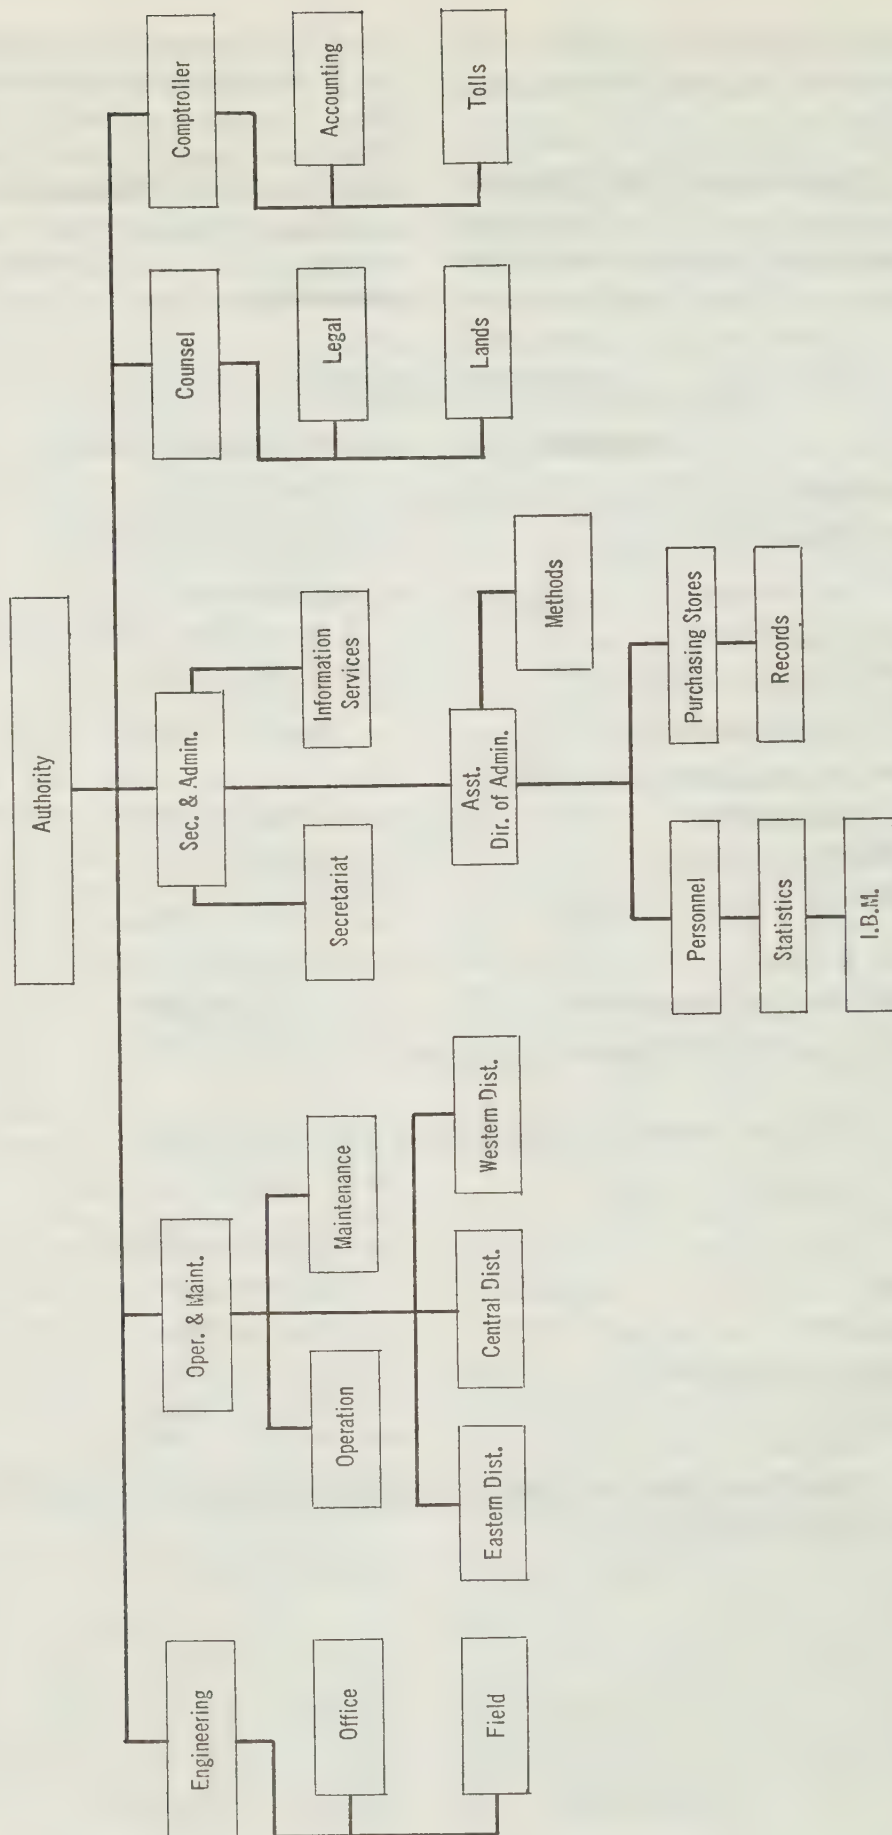 Authority
Engineering
Office
Field
Oper. & Maint.
Operation
Maintenance
Eastern Dist.
Central Dist.
Western Dist.
Sec. & Admin.
Secretariat
Information
Services
Asst.
Dir. of Admin.
Methods
Personnel
Statistics
I.B.M.
Purchasing Stores
Records
Counsel
Legal
Lands
Comptroller
Accounting
Tolls